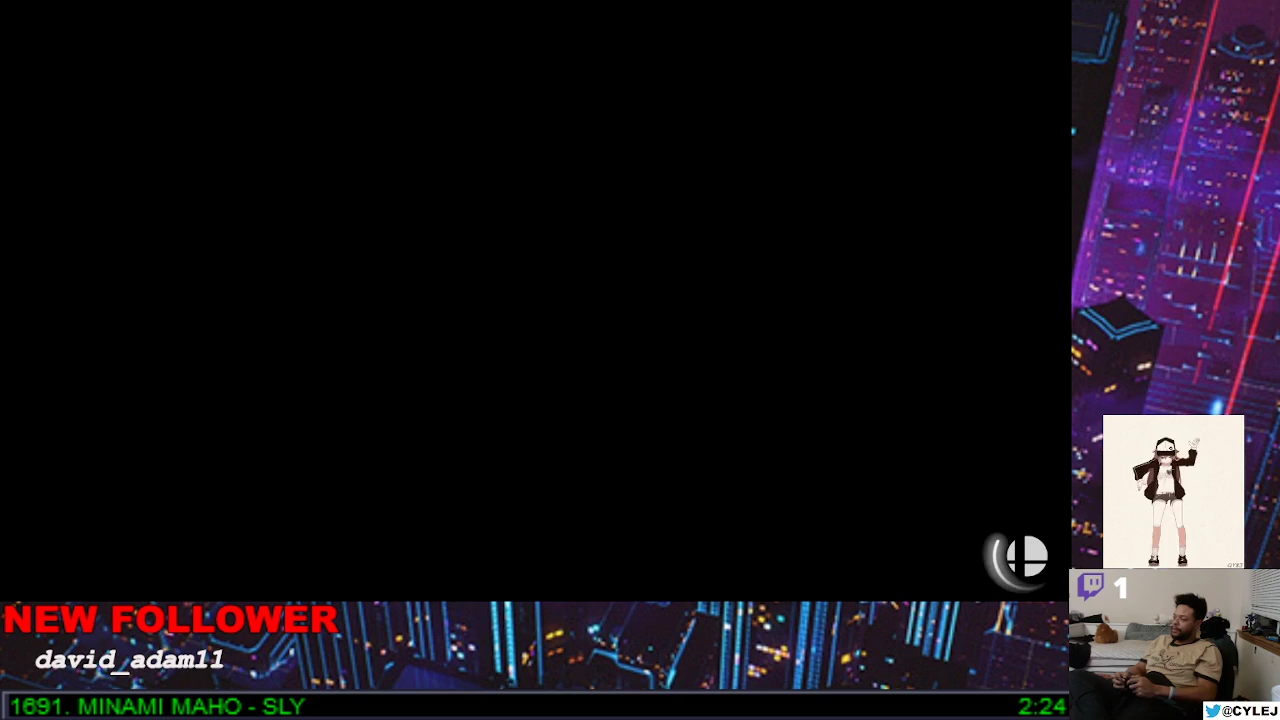 NEW FOLLOWER
david_adam11
1691. MINAMI MAHO - SLY
2:24
1
@CYLEJ